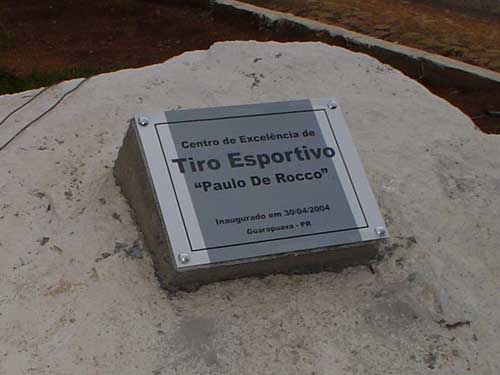 Centro de Excelência de
Tiro Esportivo
"Paulo De Rocco"
Inaugurado em 30/04/2004
Guarapuava - PR